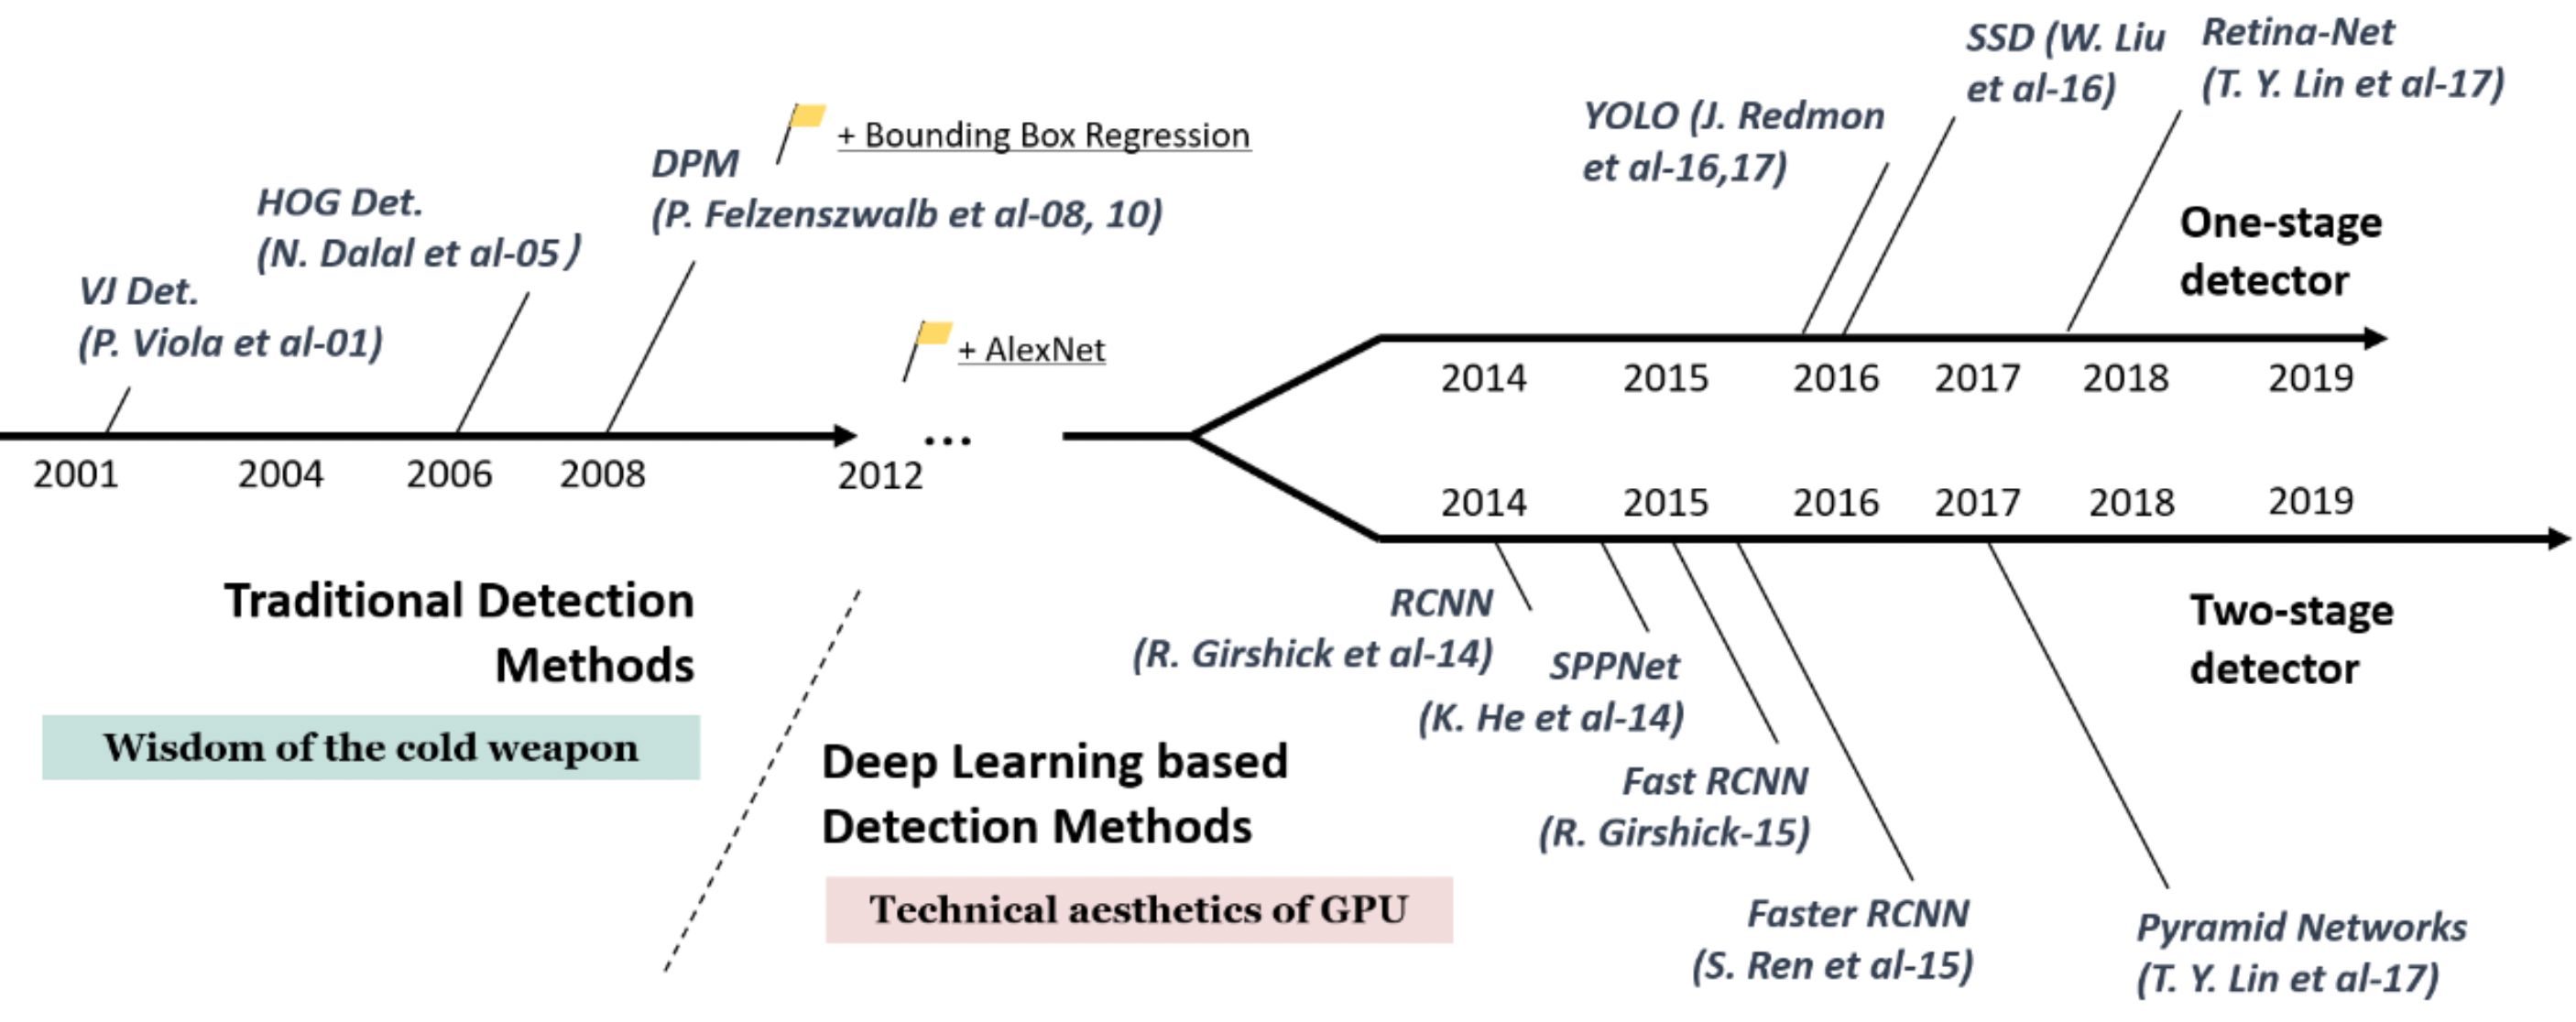 VJ Det.
(P. Viola et al-01)
HOG Det.
(N. Dalal et al-05)
DPM
(P. Felzenszwalb et al-08, 10)
+ Bounding Box Regression
+ AlexNet
2001
2004
2006
2008
2012
...
YOLO (J. Redmon
et al-16,17)
SSD (W. Liu
et al-16)
Retina-Net
(T. Y. Lin et al-17)
One-stage
detector
2014
2015
2016
2017
2018
2019
2014
2015
2016
2017
2018
2019
Two-stage
detector
RCNN
(R. Girshick et al-14)
SPPNet
(K. He et al-14)
Fast RCNN
(R. Girshick-15)
Faster RCNN
(S. Ren et al-15)
Pyramid Networks
(T. Y. Lin et al-17)
Traditional Detection
Methods
Wisdom of the cold weapon
Deep Learning based
Detection Methods
Technical aesthetics of GPU